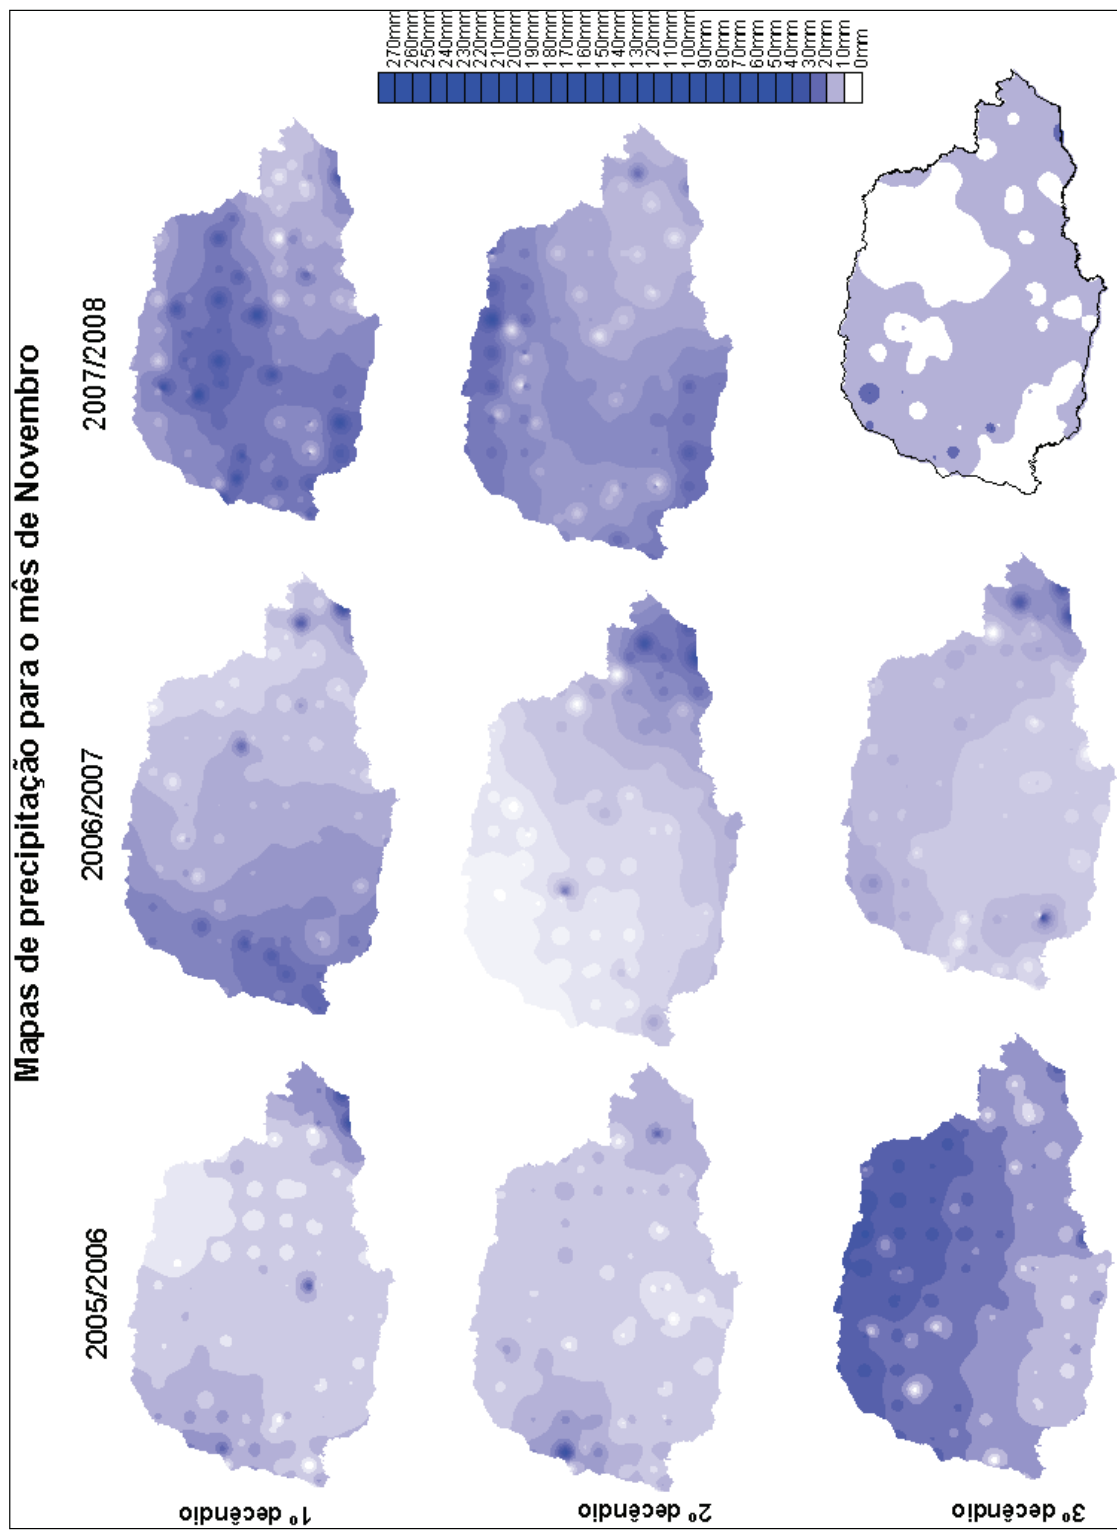 Mapas de precipitação para o mês de Novembro
2005/2006
2006/2007
2007/2008
1º decêndio
2º decêndio
3º decêndio
270mm
260mm
250mm
240mm
230mm
220mm
210mm
200mm
190mm
180mm
170mm
160mm
150mm
140mm
130mm
120mm
110mm
100mm
90mm
80mm
70mm
60mm
50mm
40mm
30mm
20mm
10mm
0mm